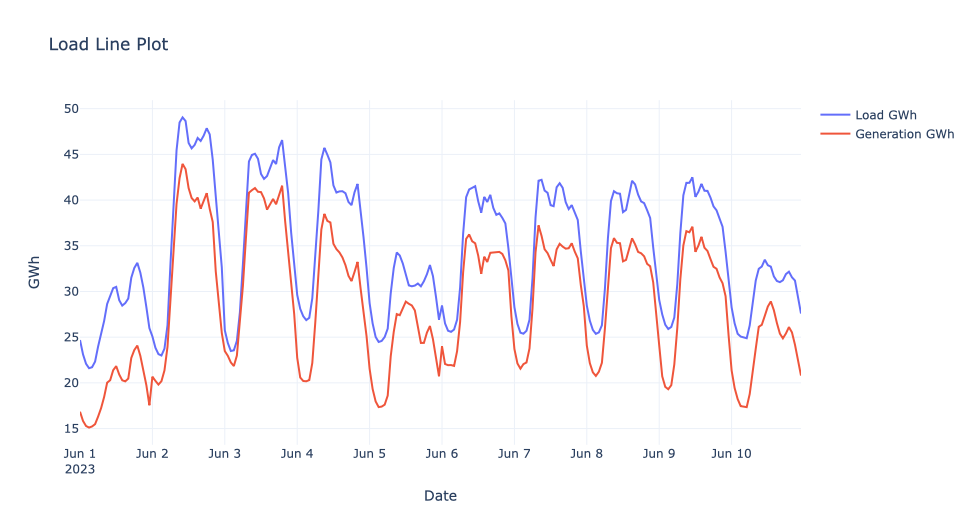 Load Line Plot
Load GWh
Generation GWh
GWh
50
45
40
35
30
25
20
15
Jun 1
2023
Jun 2
Jun 3
Jun 4
Jun 5
Jun 6
Jun 7
Jun 8
Jun 9
Jun 10
Date